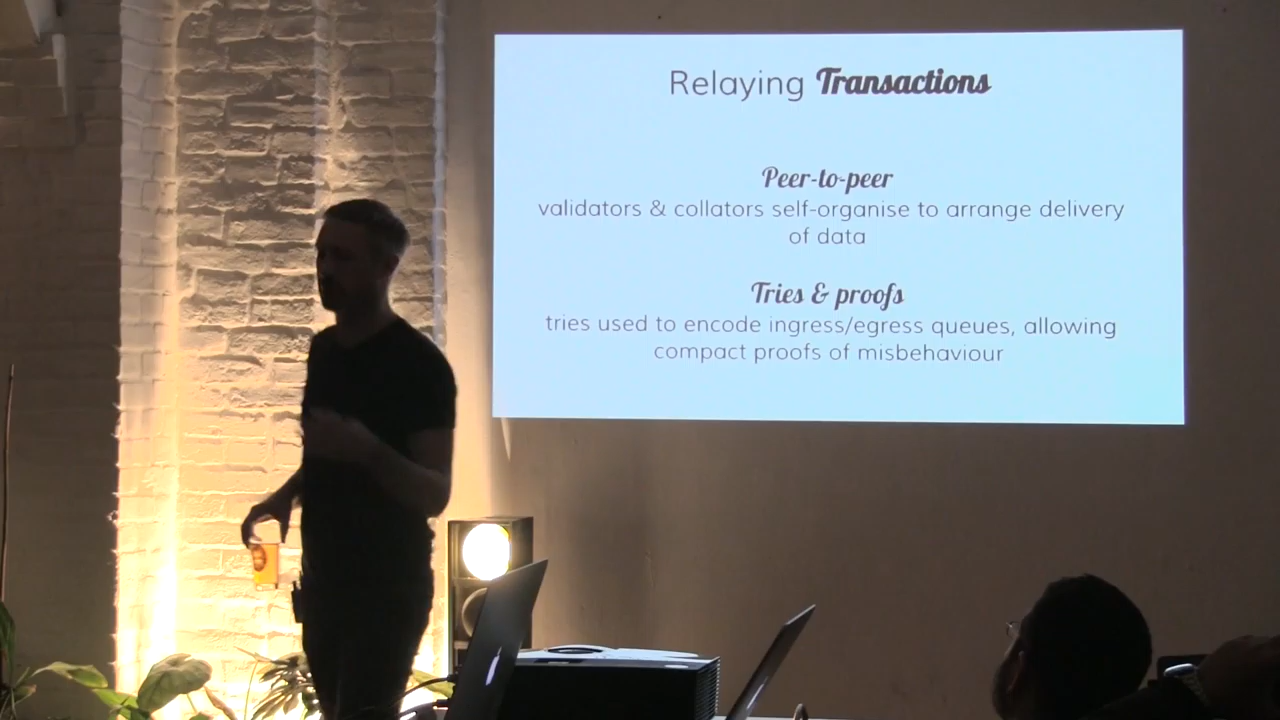 Relaying Transactions
Peer-to-peer
validators & collators self-organise to arrange delivery
of data
Tries & proofs
tries used to encode ingress/egress queues, allowing
compact proofs of misbehaviour